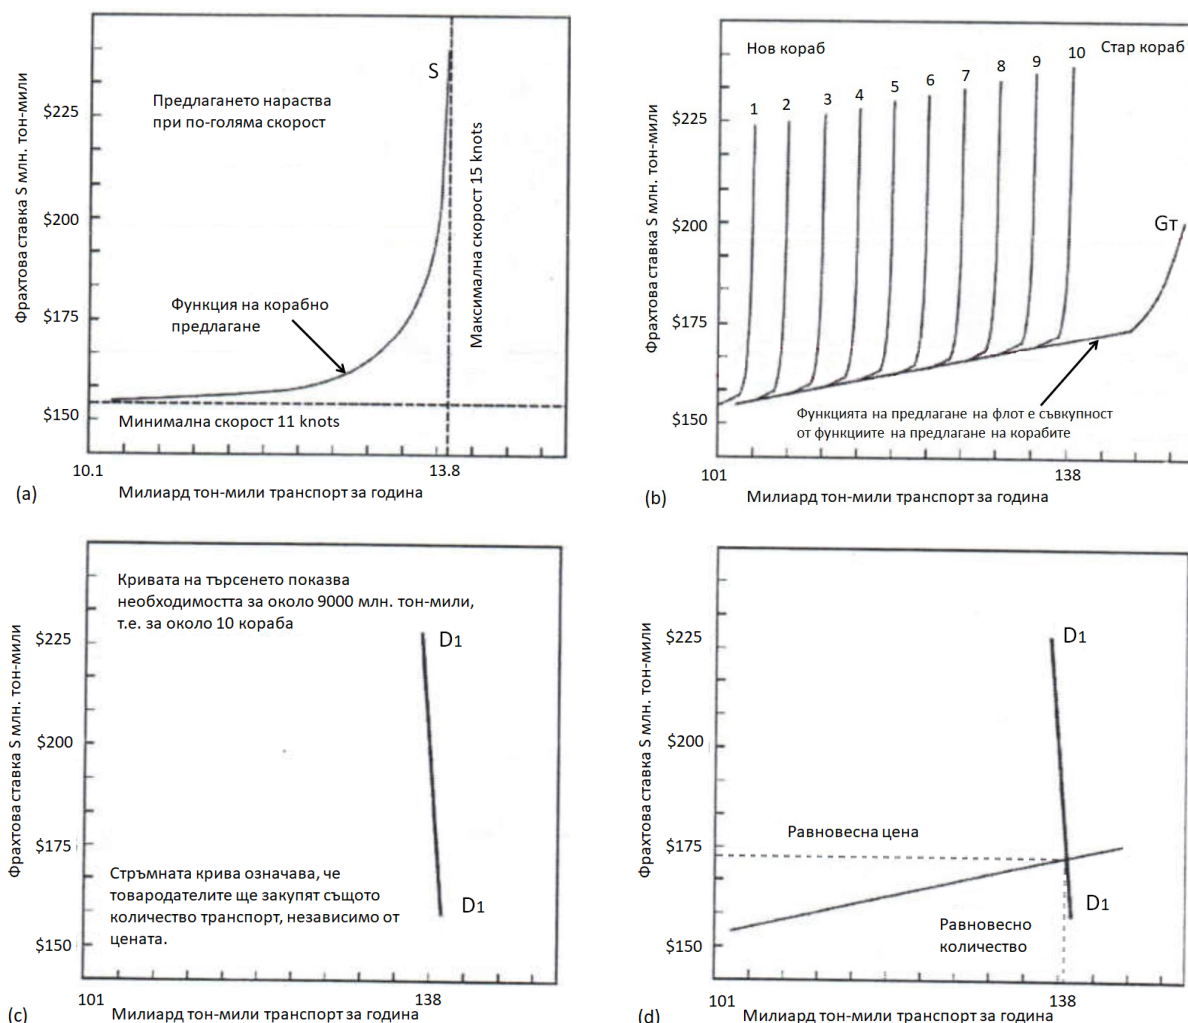 Фрахтова ставка S млн. тон-мили
$225
$200
$175
$150
Предлагането нараства
при по-голяма скорост
S
Максимална скорост 15 knots
Функция на корабно
предлагане
Минимална скорост 11 knots
10.1
13.8
(a)
Милиард тон-мили транспорт за година
Фрахтова ставка S млн. тон-мили
$225
$200
$175
$150
Нов кораб
Стар кораб
1
2
3
4
5
6
7
8
9
10
Gт
Функцията на предлагане на флот е съвкупност
от функциите на предлагане на корабите
101
138
(b)
Милиард тон-мили транспорт за година
Фрахтова ставка S млн. тон-мили
$225
$200
$175
$150
Кривата на търсенето показва
необходимостта за около 9000 млн. тон-мили,
т.е. за около 10 кораба
D1
D1
Стръмната крива означава, че
товародателите ще закупят същото
количество транспорт, независимо от
цената.
101
138
(c)
Милиард тон-мили транспорт за година
Фрахтова ставка S млн. тон-мили
$225
$200
$175
$150
D1
Равновесна цена
D1
Равновесно
количество
101
138
(d)
Милиард тон-мили транспорт за година